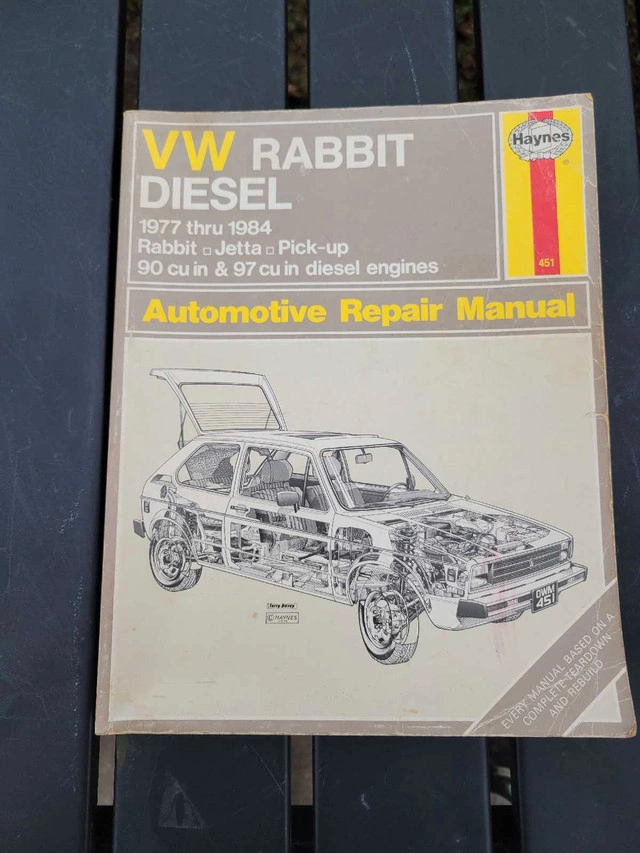 VW RABBIT
DIESEL
1977 thru 1984
Rabbit □ Jetta □ Pick-up
90 cu in & 97 cu in diesel engines
Haynes
451
Automotive Repair Manual
terry davey
© HAYNES
OWM
451
EVERY MANUAL BASED ON A
COMPLETE TEARDOWN
AND REBUILD